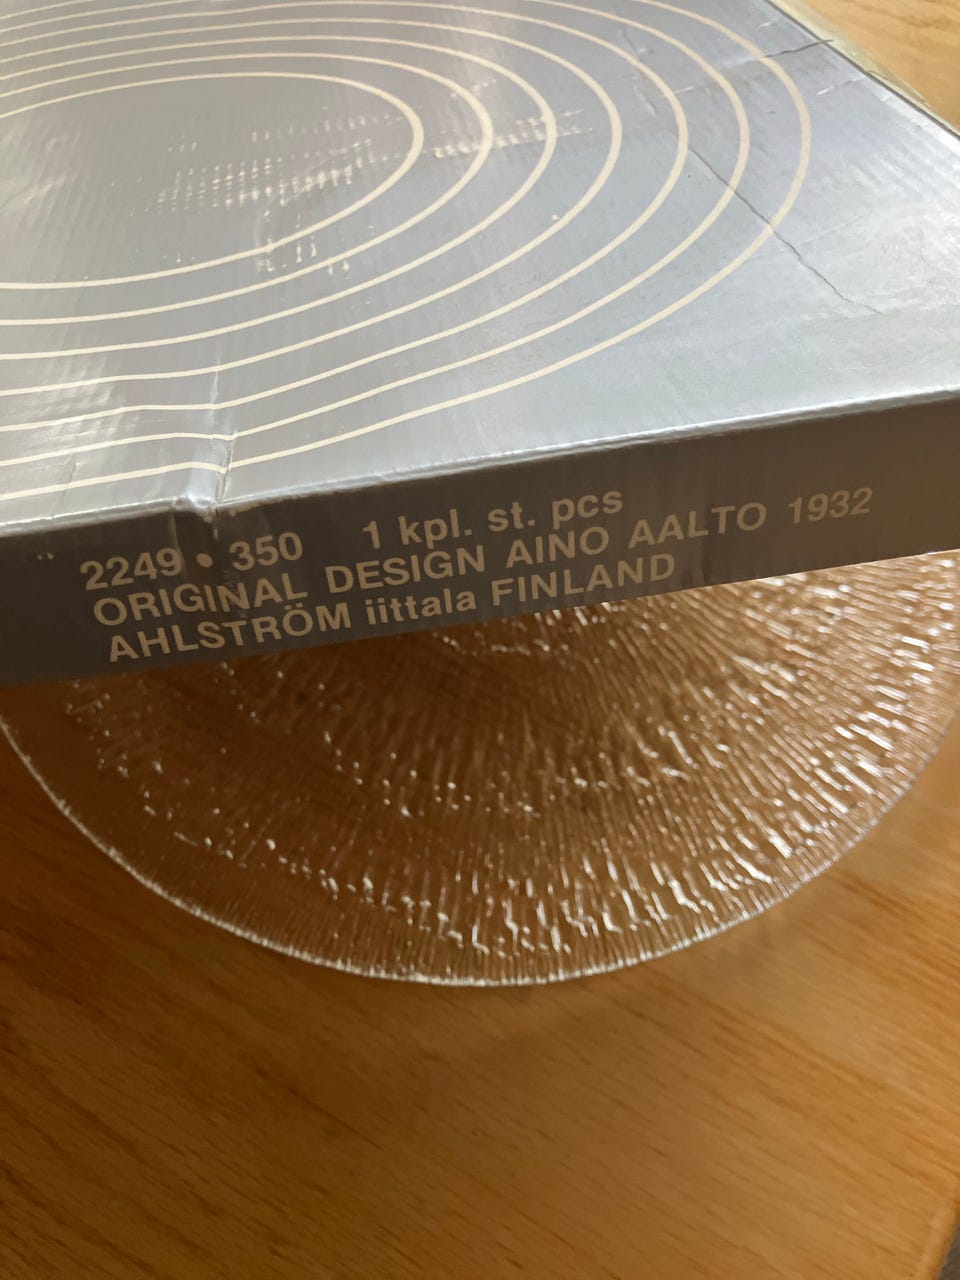 2249 • 350 1 kpl. st. pcs
ORIGINAL DESIGN AINO AALTO 1932
AHLSTRÖM iittala FINLAND